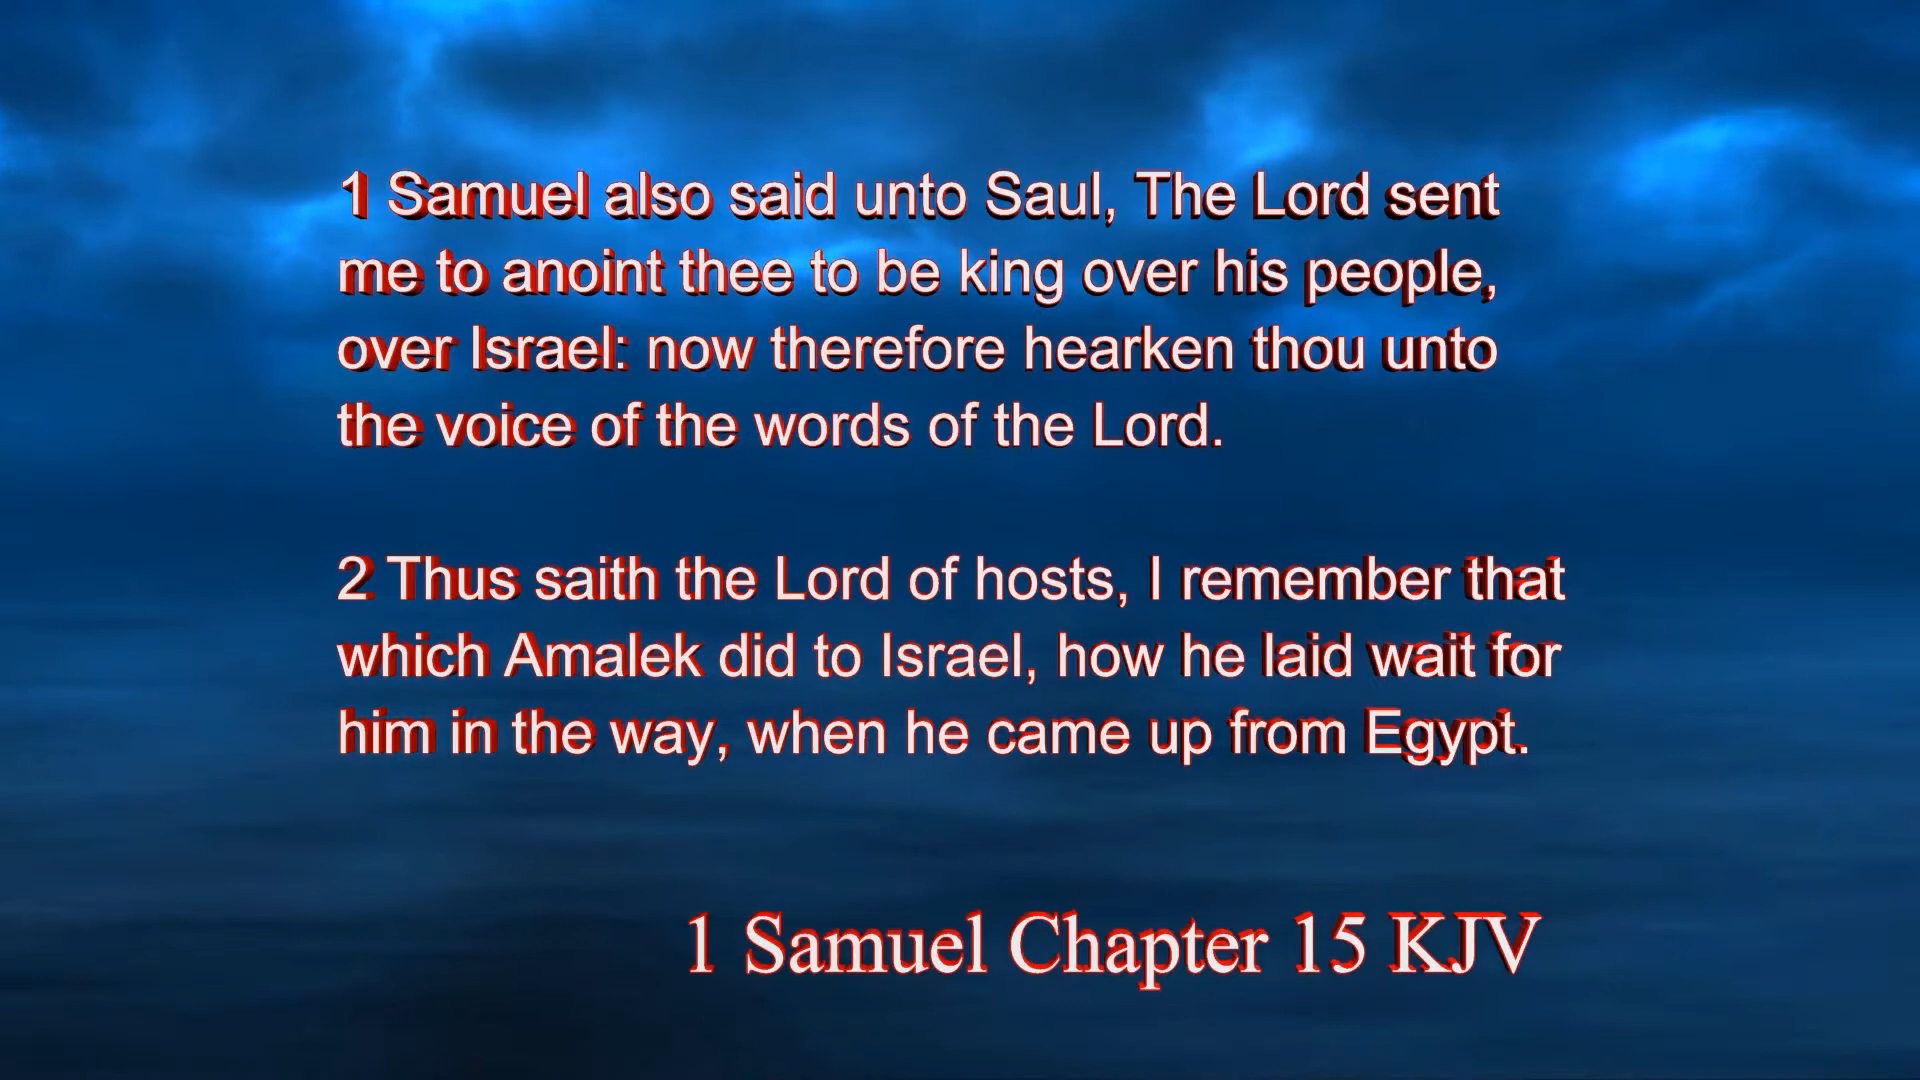 1 Samuel also said unto Saul, The Lord sent
me to anoint thee to be king over his people,
over Israel: now therefore hearken thou unto
the voice of the words of the Lord.
2 Thus saith the Lord of hosts, I remember that
which Amalek did to Israel, how he laid wait for
him in the way, when he came up from Egypt.
1 Samuel Chapter 15 KJV